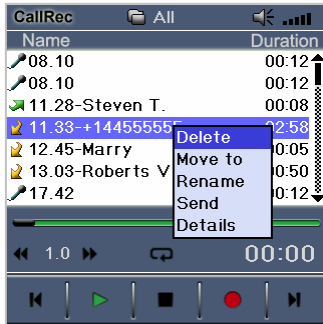 CallRec All
Name Duration
08.10 00:12
08.10 00:12
11.28-Steven T. 00:08
11.33-+144555555 02:58
12.45-Marry 00:05
13.03-Roberts V 00:50
17.42 00:12
Delete
Move to
Rename
Send
Details
1.0 00:00